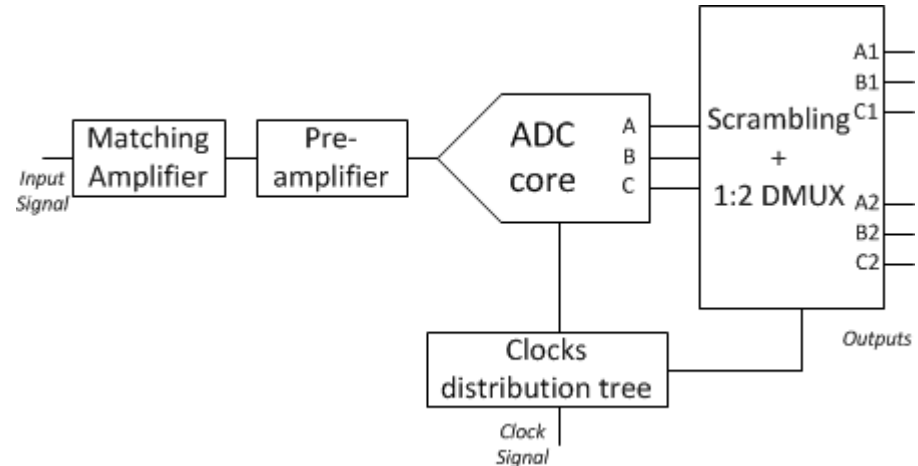 Input
Signal
Matching
Amplifier
Pre-
amplifier
ADC
core
A
B
C
Scrambling
+
1:2 DMUX
A1
B1
C1
A2
B2
C2
Outputs
Clocks
distribution tree
Clock
Signal